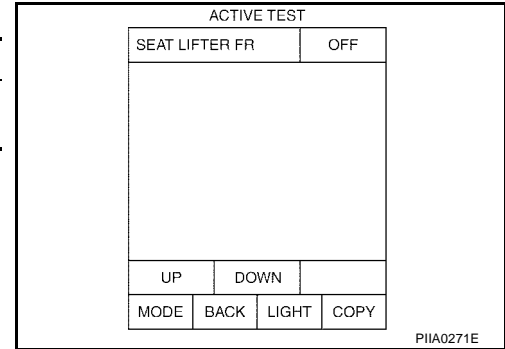 ACTIVE TEST
SEAT LIFTER FR OFF
UP DOWN
MODE BACK LIGHT COPY
PIIA0271E